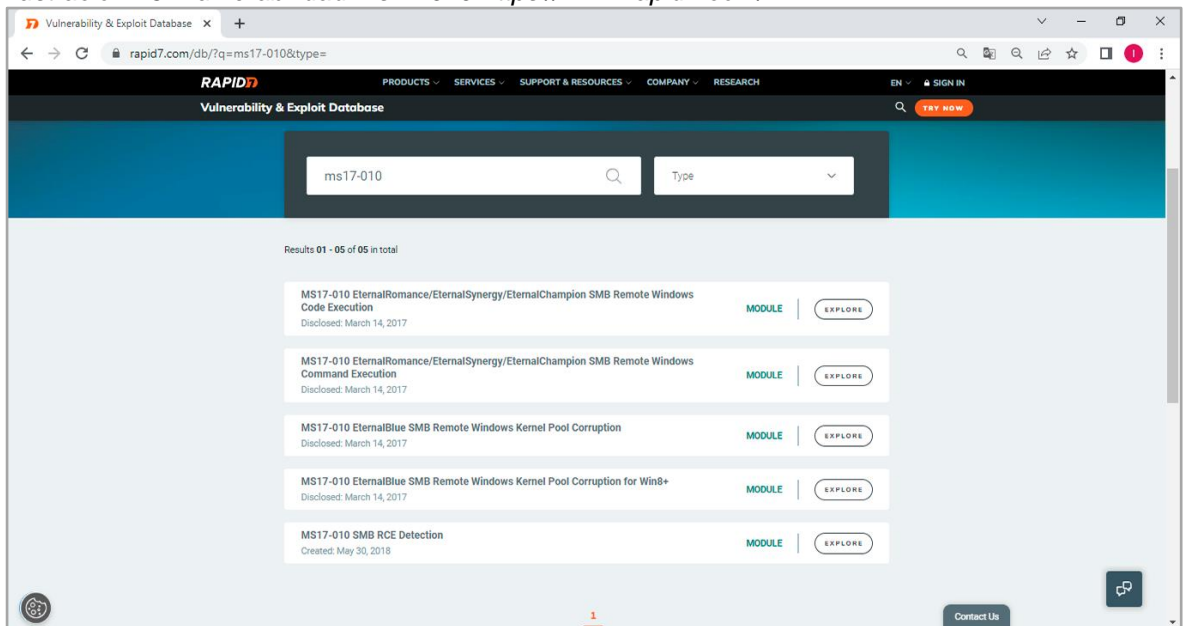 Vulnerability & Exploit Database
rapid7.com/db/?q=ms17-010&type=
RAPID7 PRODUCTS SERVICES SUPPORT & RESOURCES COMPANY RESEARCH EN SIGN IN
Vulnerability & Exploit Database TRY NOW
ms17-010 Type
Results 01 - 05 of 05 in total
MS17-010 EternalRomance/EternalSynergy/EternalChampion SMB Remote Windows
Code Execution
Disclosed: March 14, 2017
MODULE EXPLORE
MS17-010 EternalRomance/EternalSynergy/EternalChampion SMB Remote Windows
Command Execution
Disclosed: March 14, 2017
MODULE EXPLORE
MS17-010 EternalBlue SMB Remote Windows Kernel Pool Corruption
Disclosed: March 14, 2017
MODULE EXPLORE
MS17-010 EternalBlue SMB Remote Windows Kernel Pool Corruption for Win8+
Disclosed: March 14, 2017
MODULE EXPLORE
MS17-010 SMB RCE Detection
Created: May 30, 2018
MODULE EXPLORE
1
Contact Us